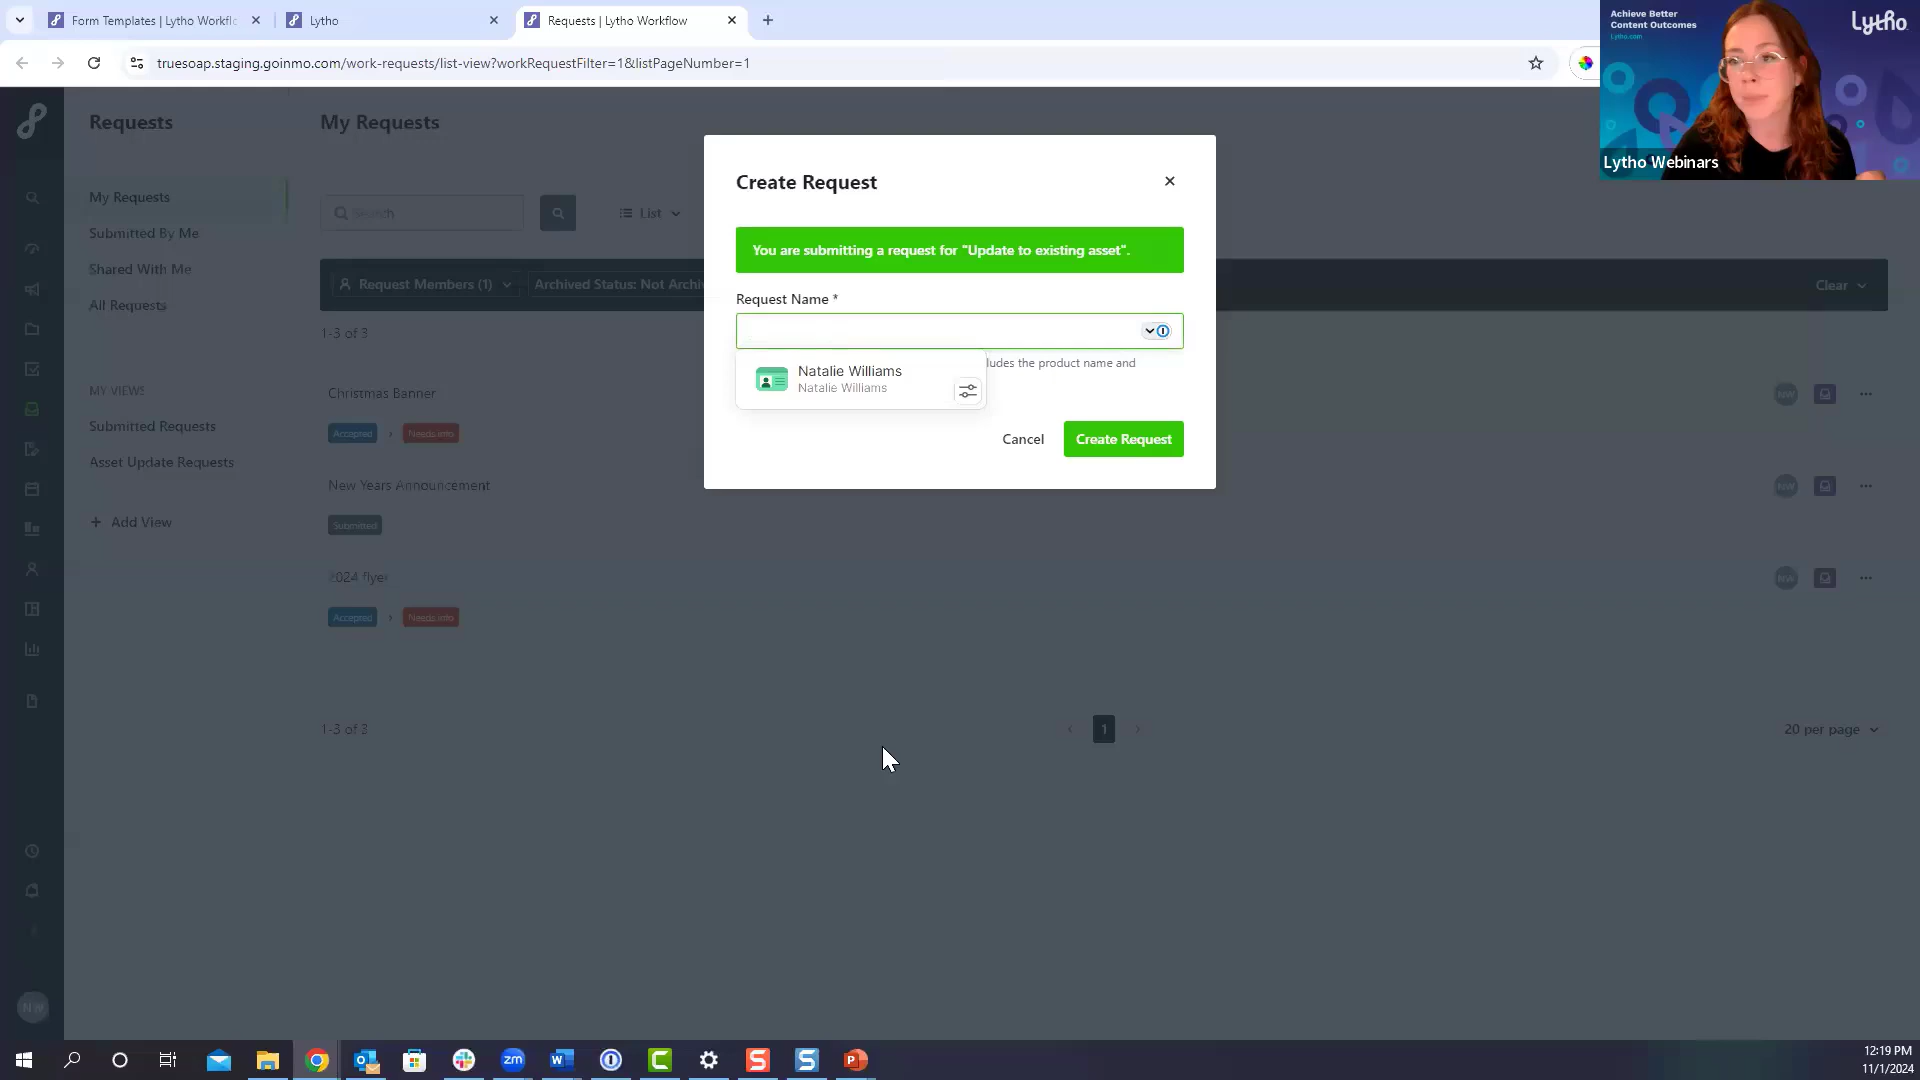 Form Templates | Lytho Workflo
Lytho
Requests | Lytho Workflow
truesoap.staging.goinmo.com/work-requests/list-view?workRequestFilter=1&listPageNumber=1
Achieve Better
Content Outcomes
Lytho.com
Lytho
Lytho Webinars
Requests
My Requests
Submitted By Me
Shared With Me
All Requests
MY VIEWS
Submitted Requests
Asset Update Requests
+ Add View
NW
My Requests
Search
List
Request Members (1)
Archived Status: Not Archi
Clear
1-3 of 3
Christmas Banner
Accepted
Needs info
NW
New Years Announcement
Submitted
NW
2024 flyer
Accepted
Needs info
NW
1-3 of 3
1
20 per page
Create Request
You are submitting a request for "Update to existing asset".
Request Name *
ludes the product name and
Natalie Williams
Natalie Williams
Cancel
Create Request
zm
12:19 PM
11/1/2024